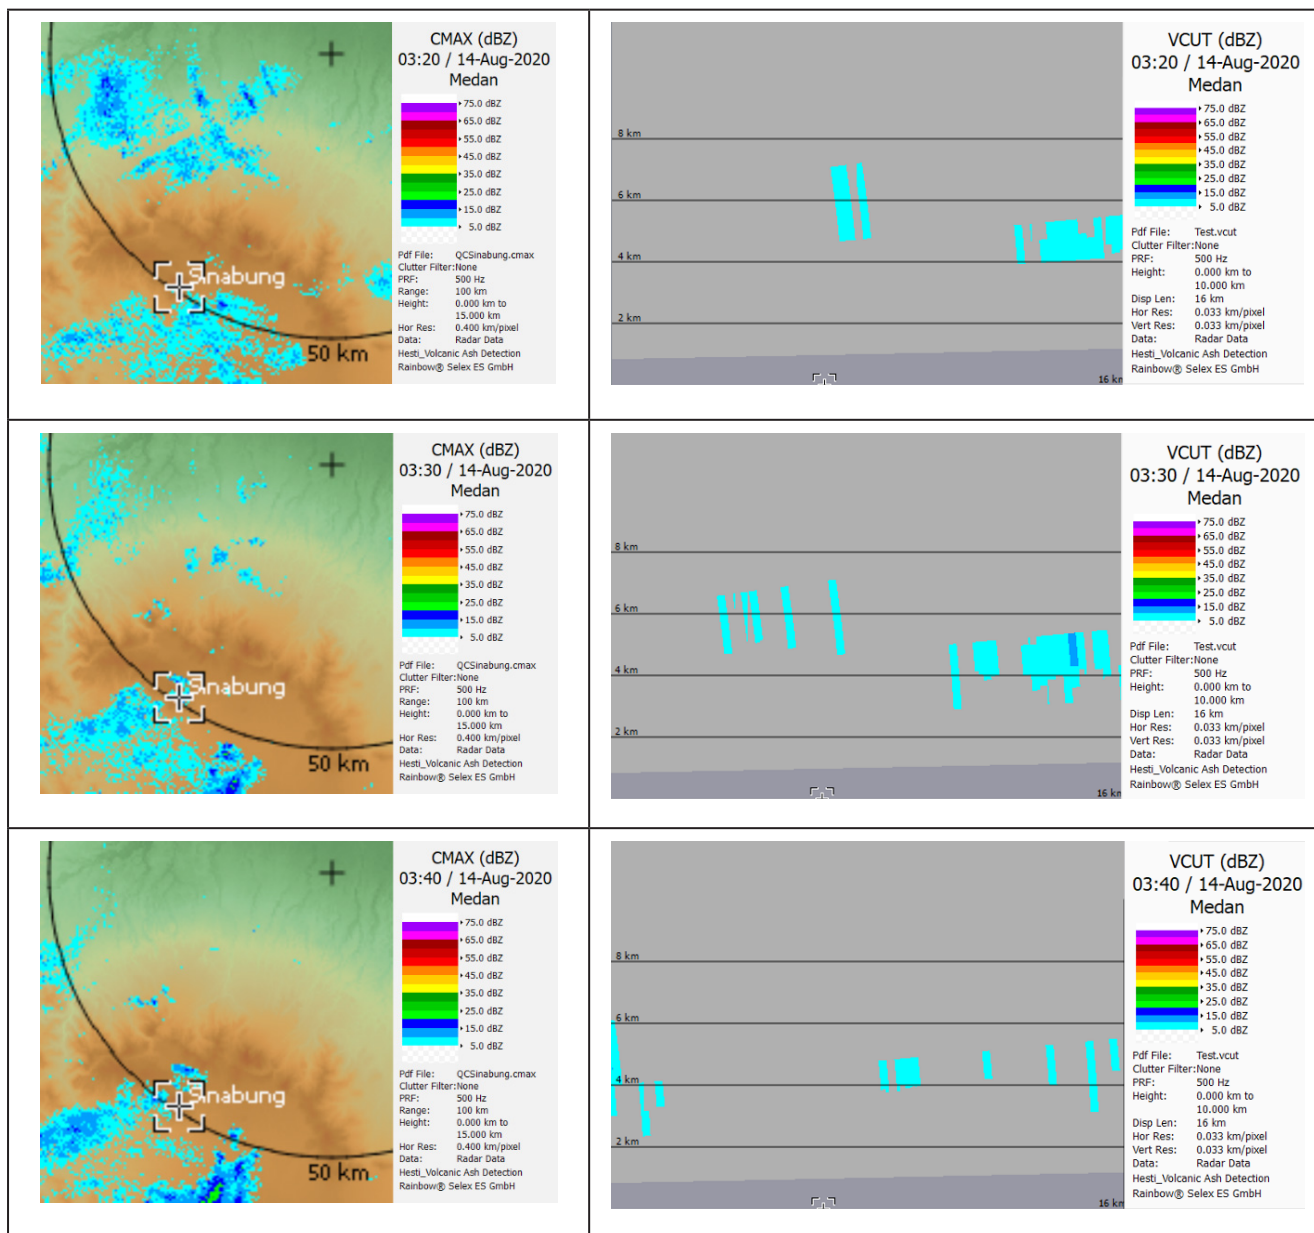 CMAX (dBZ)
03:20 / 14-Aug-2020
Medan
75.0 dBZ
65.0 dBZ
55.0 dBZ
45.0 dBZ
35.0 dBZ
25.0 dBZ
15.0 dBZ
5.0 dBZ
Pdf File: QCSinabung.cmax
Clutter Filter:None
PRF: 500 Hz
Range: 100 km
Height: 0.000 km to
15.000 km
Hor Res: 0.400 km/pixel
Data: Radar Data
Hesti_Volcanic Ash Detection
Rainbow® Selex ES GmbH
Sinabung
50 km
8 km
6 km
4 km
2 km
16 km
VCUT (dBZ)
03:20 / 14-Aug-2020
Medan
75.0 dBZ
65.0 dBZ
55.0 dBZ
45.0 dBZ
35.0 dBZ
25.0 dBZ
15.0 dBZ
5.0 dBZ
Pdf File: Test.vcut
Clutter Filter:None
PRF: 500 Hz
Height: 0.000 km to
10.000 km
Disp Len: 16 km
Hor Res: 0.033 km/pixel
Vert Res: 0.033 km/pixel
Data: Radar Data
Hesti_Volcanic Ash Detection
Rainbow® Selex ES GmbH
CMAX (dBZ)
03:30 / 14-Aug-2020
Medan
75.0 dBZ
65.0 dBZ
55.0 dBZ
45.0 dBZ
35.0 dBZ
25.0 dBZ
15.0 dBZ
5.0 dBZ
Pdf File: QCSinabung.cmax
Clutter Filter:None
PRF: 500 Hz
Range: 100 km
Height: 0.000 km to
15.000 km
Hor Res: 0.400 km/pixel
Data: Radar Data
Hesti_Volcanic Ash Detection
Rainbow® Selex ES GmbH
Sinabung
50 km
8 km
6 km
4 km
2 km
16 km
VCUT (dBZ)
03:30 / 14-Aug-2020
Medan
75.0 dBZ
65.0 dBZ
55.0 dBZ
45.0 dBZ
35.0 dBZ
25.0 dBZ
15.0 dBZ
5.0 dBZ
Pdf File: Test.vcut
Clutter Filter:None
PRF: 500 Hz
Height: 0.000 km to
10.000 km
Disp Len: 16 km
Hor Res: 0.033 km/pixel
Vert Res: 0.033 km/pixel
Data: Radar Data
Hesti_Volcanic Ash Detection
Rainbow® Selex ES GmbH
CMAX (dBZ)
03:40 / 14-Aug-2020
Medan
75.0 dBZ
65.0 dBZ
55.0 dBZ
45.0 dBZ
35.0 dBZ
25.0 dBZ
15.0 dBZ
5.0 dBZ
Pdf File: QCSinabung.cmax
Clutter Filter:None
PRF: 500 Hz
Range: 100 km
Height: 0.000 km to
15.000 km
Hor Res: 0.400 km/pixel
Data: Radar Data
Hesti_Volcanic Ash Detection
Rainbow® Selex ES GmbH
Sinabung
50 km
8 km
6 km
4 km
2 km
16 km
VCUT (dBZ)
03:40 / 14-Aug-2020
Medan
75.0 dBZ
65.0 dBZ
55.0 dBZ
45.0 dBZ
35.0 dBZ
25.0 dBZ
15.0 dBZ
5.0 dBZ
Pdf File: Test.vcut
Clutter Filter:None
PRF: 500 Hz
Height: 0.000 km to
10.000 km
Disp Len: 16 km
Hor Res: 0.033 km/pixel
Vert Res: 0.033 km/pixel
Data: Radar Data
Hesti_Volcanic Ash Detection
Rainbow® Selex ES GmbH